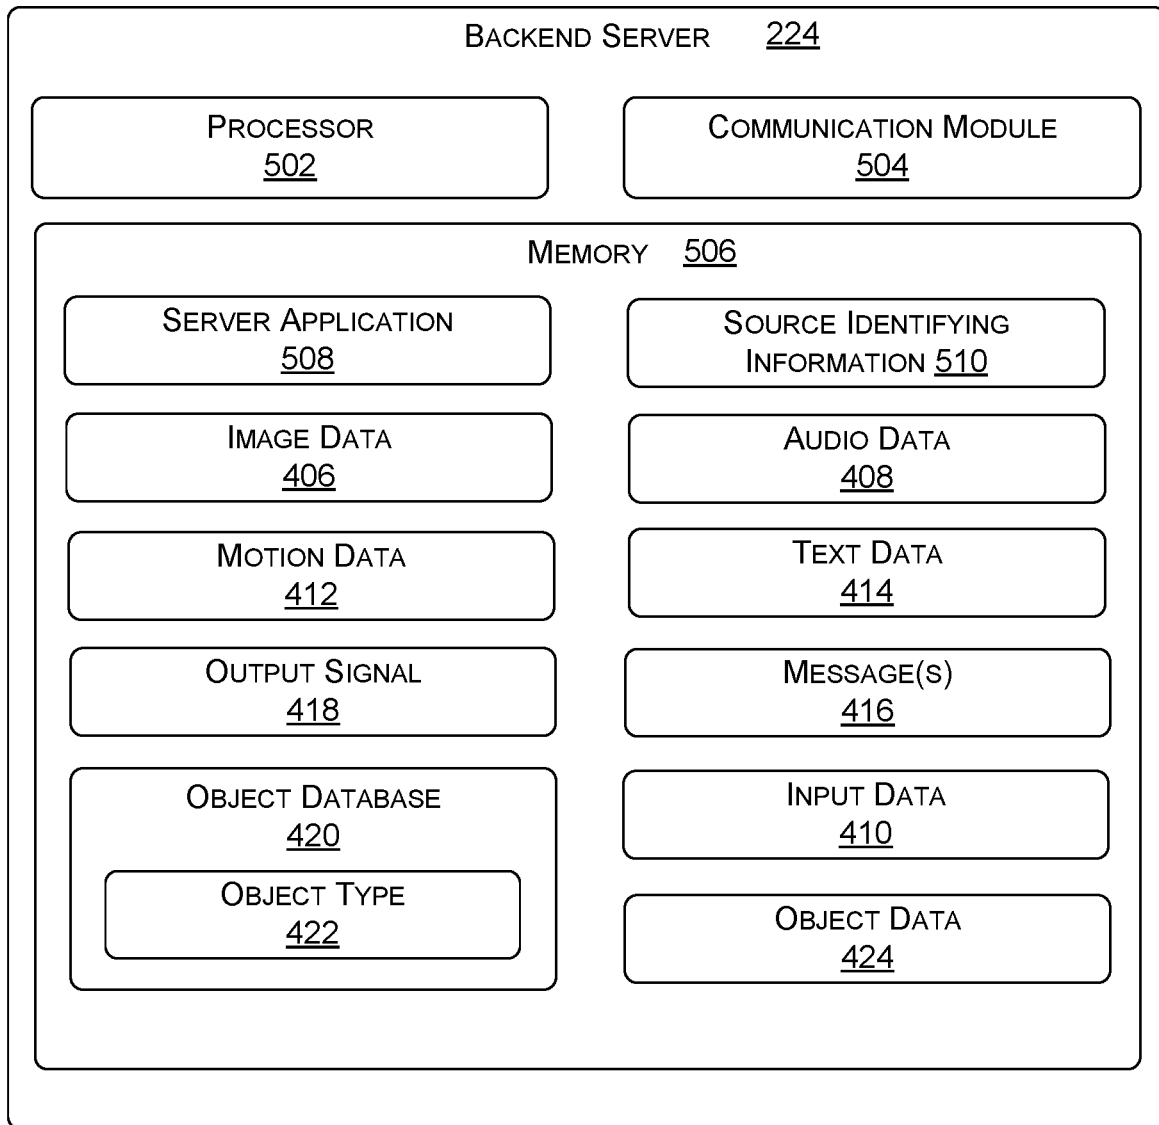 BACKEND SERVER 224
PROCESSOR
502
COMMUNICATION MODULE
504
MEMORY 506
SERVER APPLICATION
508
SOURCE IDENTIFYING
INFORMATION 510
IMAGE DATA
406
AUDIO DATA
408
MOTION DATA
412
TEXT DATA
414
OUTPUT SIGNAL
418
MESSAGE(S)
416
OBJECT DATABASE
420
OBJECT TYPE
422
INPUT DATA
410
OBJECT DATA
424